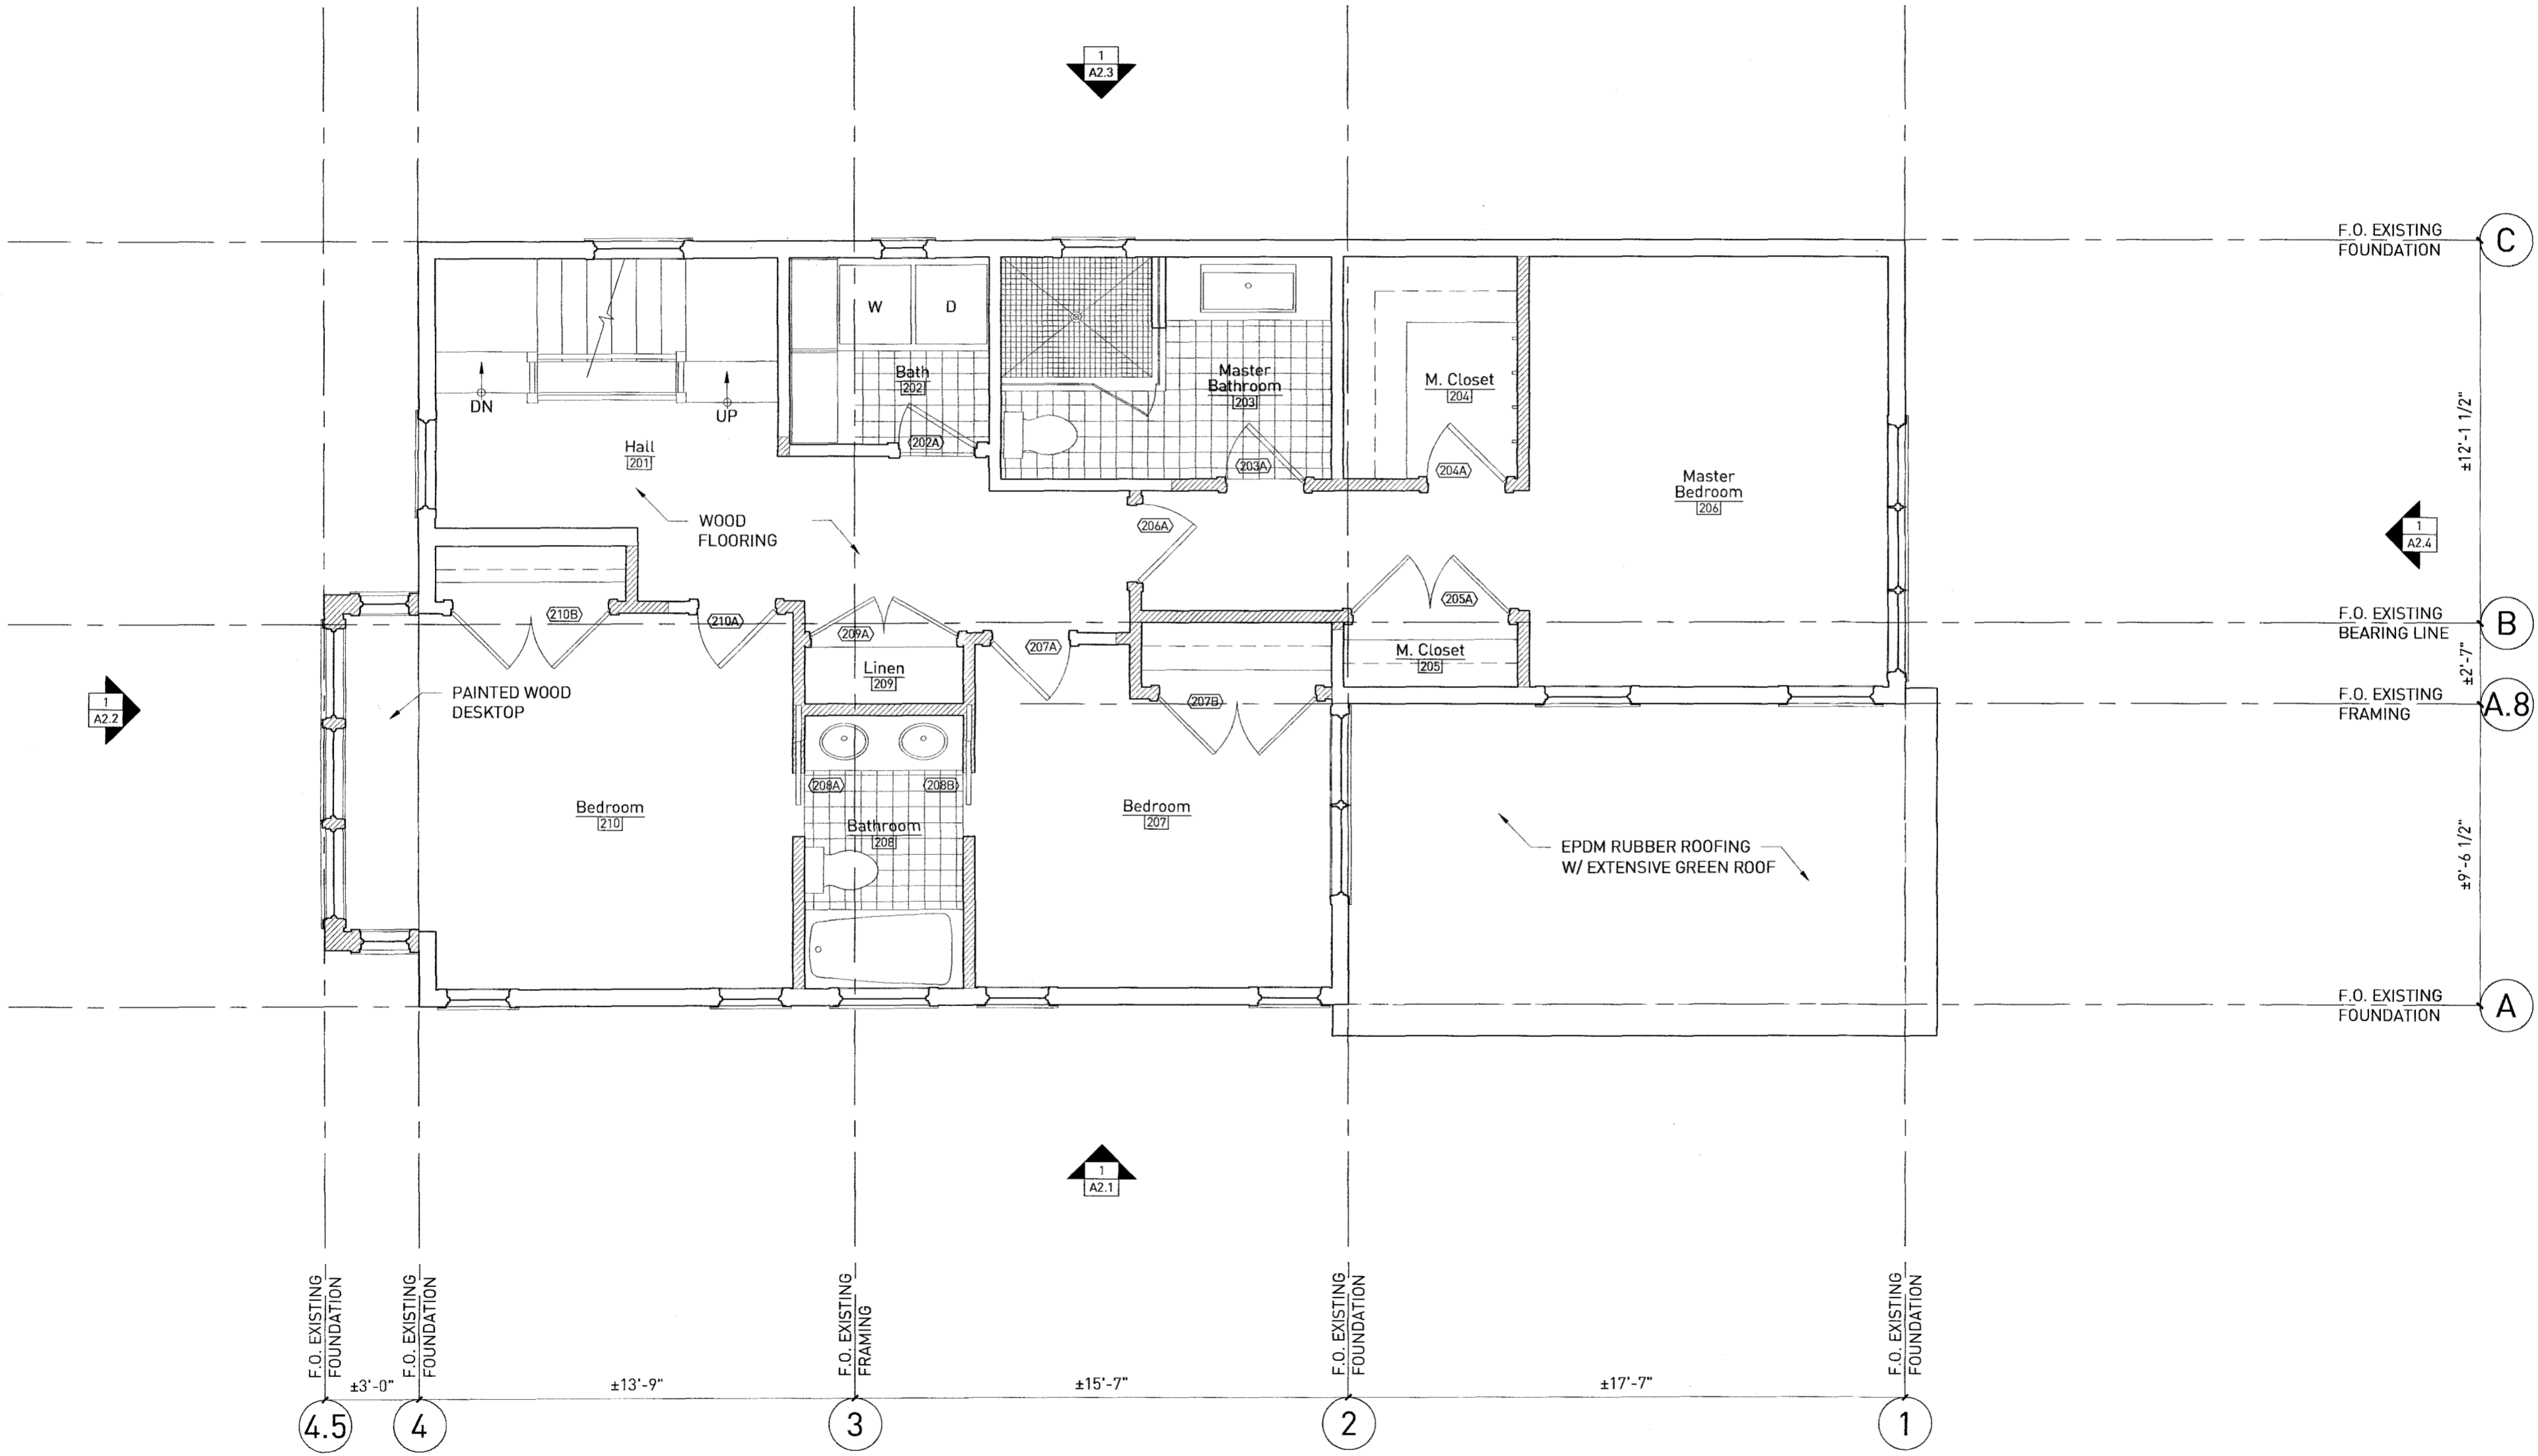 1
A2.3
F.O. EXISTING
FOUNDATION
C
W
D
Bath
202
Master
Bathroom
203
M. Closet
204
DN
UP
202A
Hall
201
203A
204A
Master
Bedroom
206
±12'-1 1/2"
WOOD
FLOORING
206A
1
A2.4
210B
210A
209A
205A
F.O. EXISTING
BEARING LINE
B
207A
Linen
209
M. Closet
205
±2'-7"
PAINTED WOOD
DESKTOP
1
A2.2
207B
F.O. EXISTING
FRAMING
A.8
208A
208B
Bedroom
210
Bathroom
208
Bedroom
207
EPDM RUBBER ROOFING
W/ EXTENSIVE GREEN ROOF
±9'-6 1/2"
F.O. EXISTING
FOUNDATION
A
1
A2.1
F.O. EXISTING
FOUNDATION
F.O. EXISTING
FOUNDATION
F.O. EXISTING
FRAMING
F.O. EXISTING
FOUNDATION
F.O. EXISTING
FOUNDATION
±3'-0"
±13'-9"
±15'-7"
±17'-7"
4.5
4
3
2
1